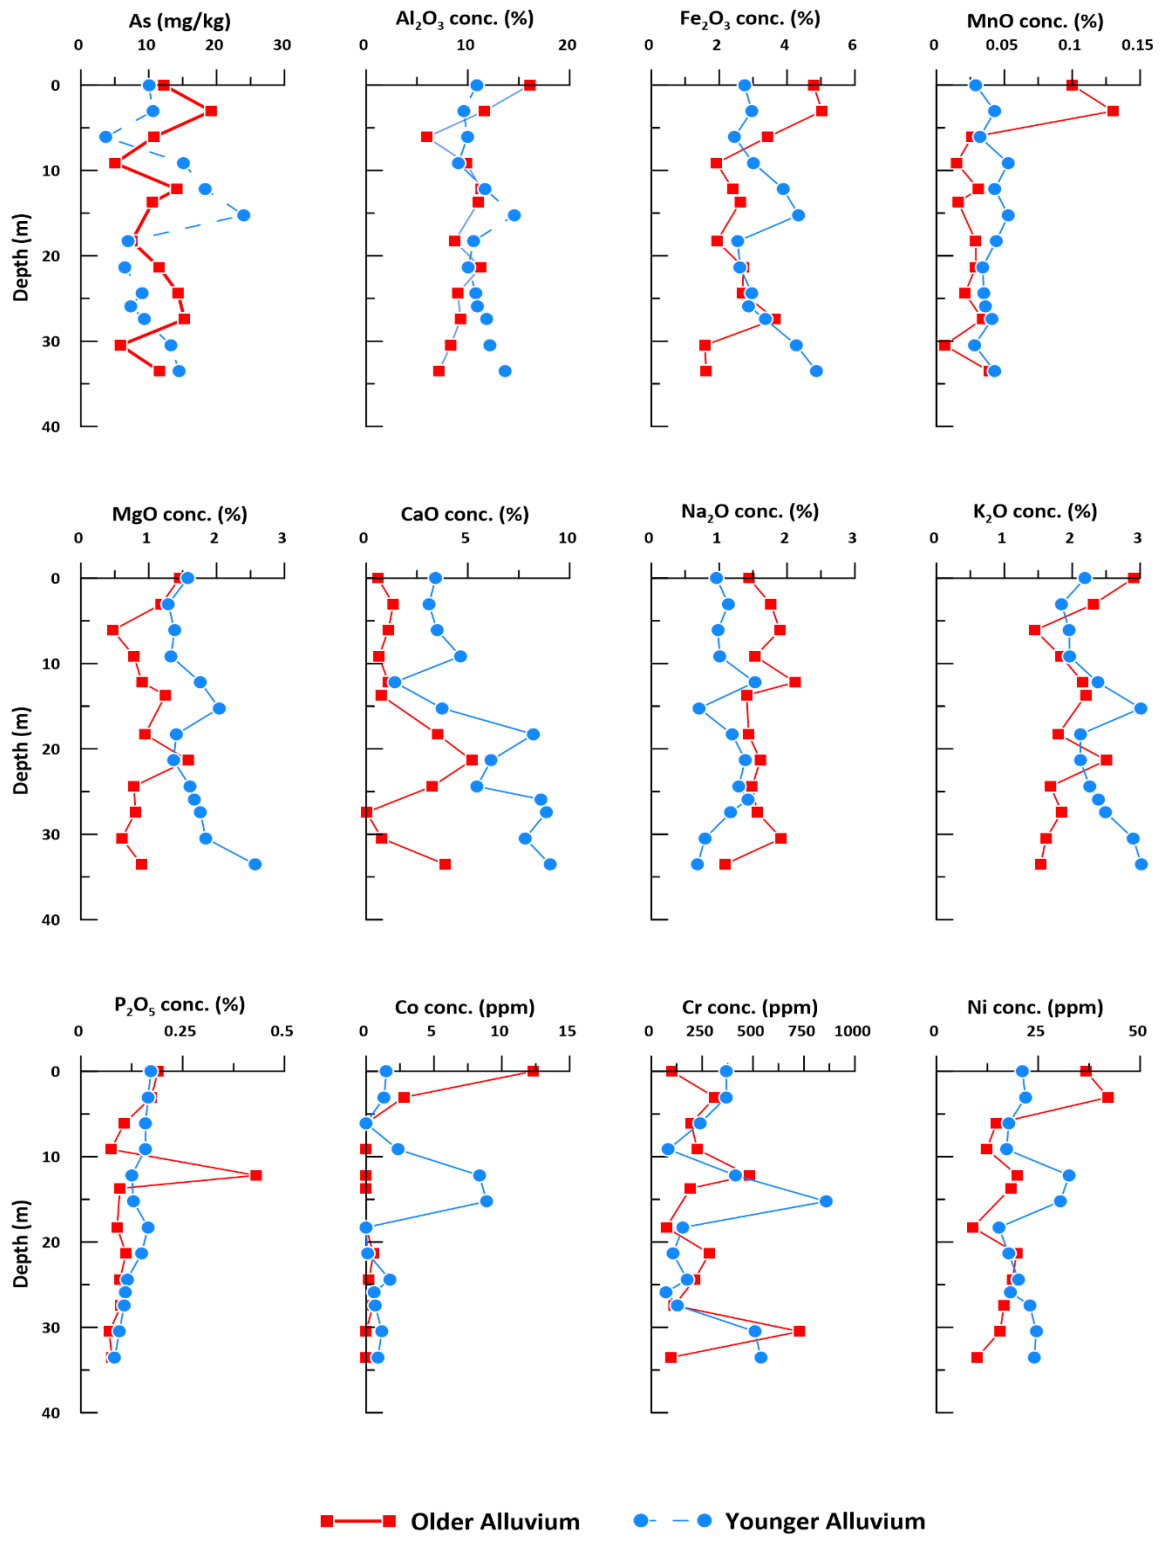 As (mg/kg) Al₂O₃ conc. (%) Fe₂O₃ conc. (%) MnO conc. (%)
0 10 20 30 0 10 20 0 2 4 6 0 0.05 0.1 0.15
0
10
Depth (m)
20
30
40
MgO conc. (%) CaO conc. (%) Na₂O conc. (%) K₂O conc. (%)
0 1 2 3 0 5 10 0 1 2 3 0 1 2 3
0
10
Depth (m)
20
30
40
P₂O₅ conc. (%) Co conc. (ppm) Cr conc. (ppm) Ni conc. (ppm)
0 0.25 0.5 0 5 10 15 0 250 500 750 1000 0 25 50
0
10
Depth (m)
20
30
40
Older Alluvium Younger Alluvium